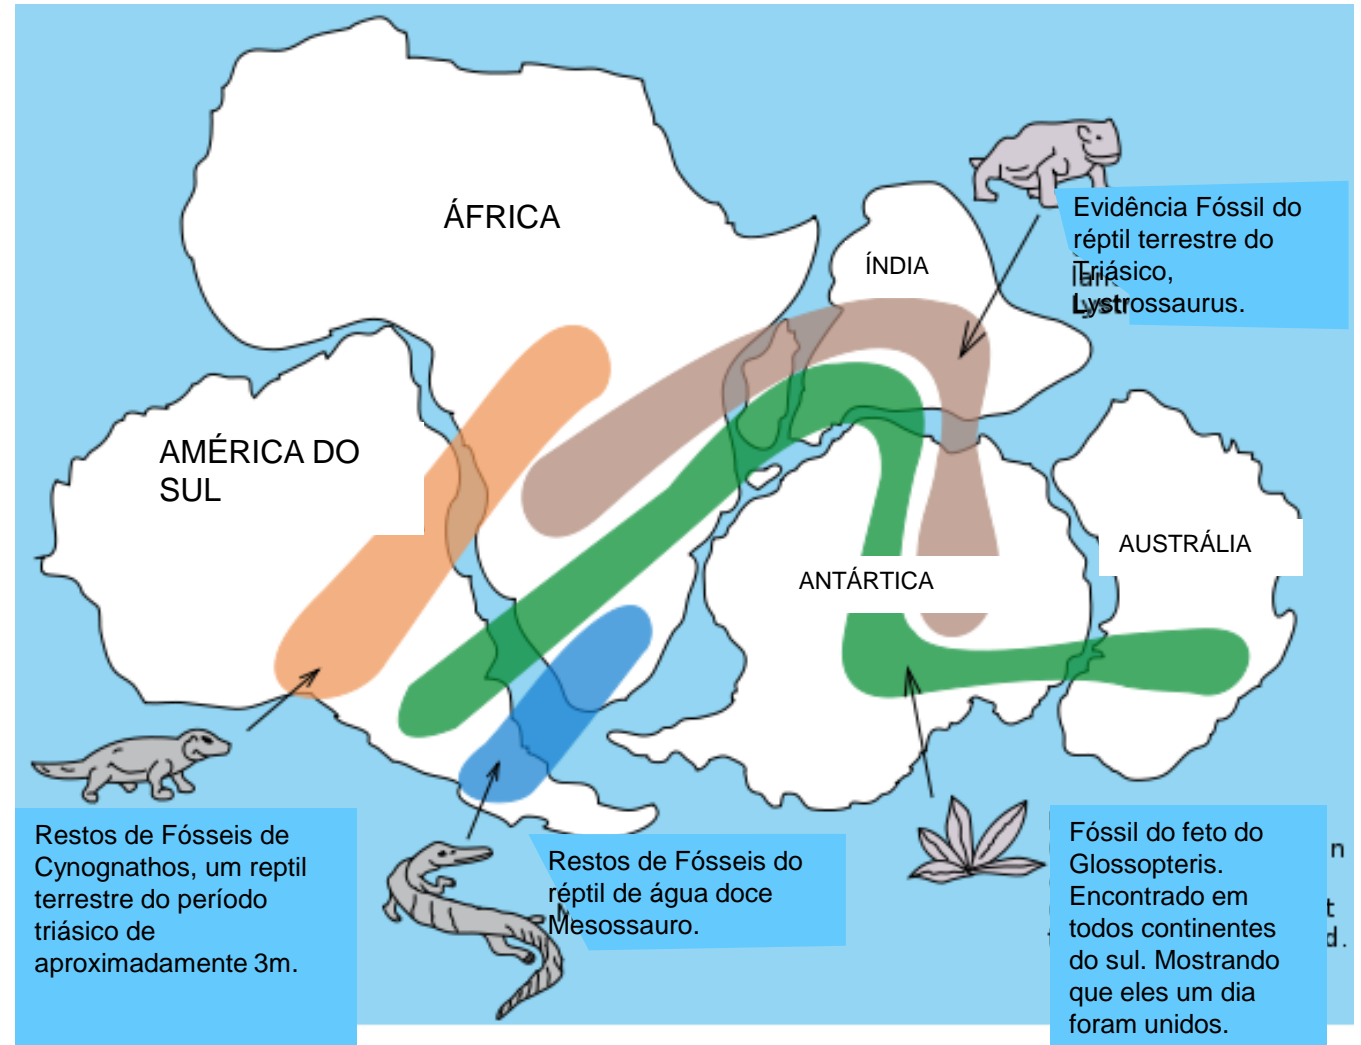 ÁFRICA
ÍNDIA
Evidência Fóssil do
réptil terrestre do
Triásico,
Lystrossaurus.
AMÉRICA DO
SUL
AUSTRÁLIA
ANTÁRTICA
Restos de Fósseis de
Cynognathos, um reptil
terrestre do período
triásico de
aproximadamente 3m.
Restos de Fósseis do
réptil de água doce
Mesossauro.
Fóssil do feto do
Glossopteris.
Encontrado em
todos continentes
do sul. Mostrando
que eles um dia
foram unidos.
n
t
d.